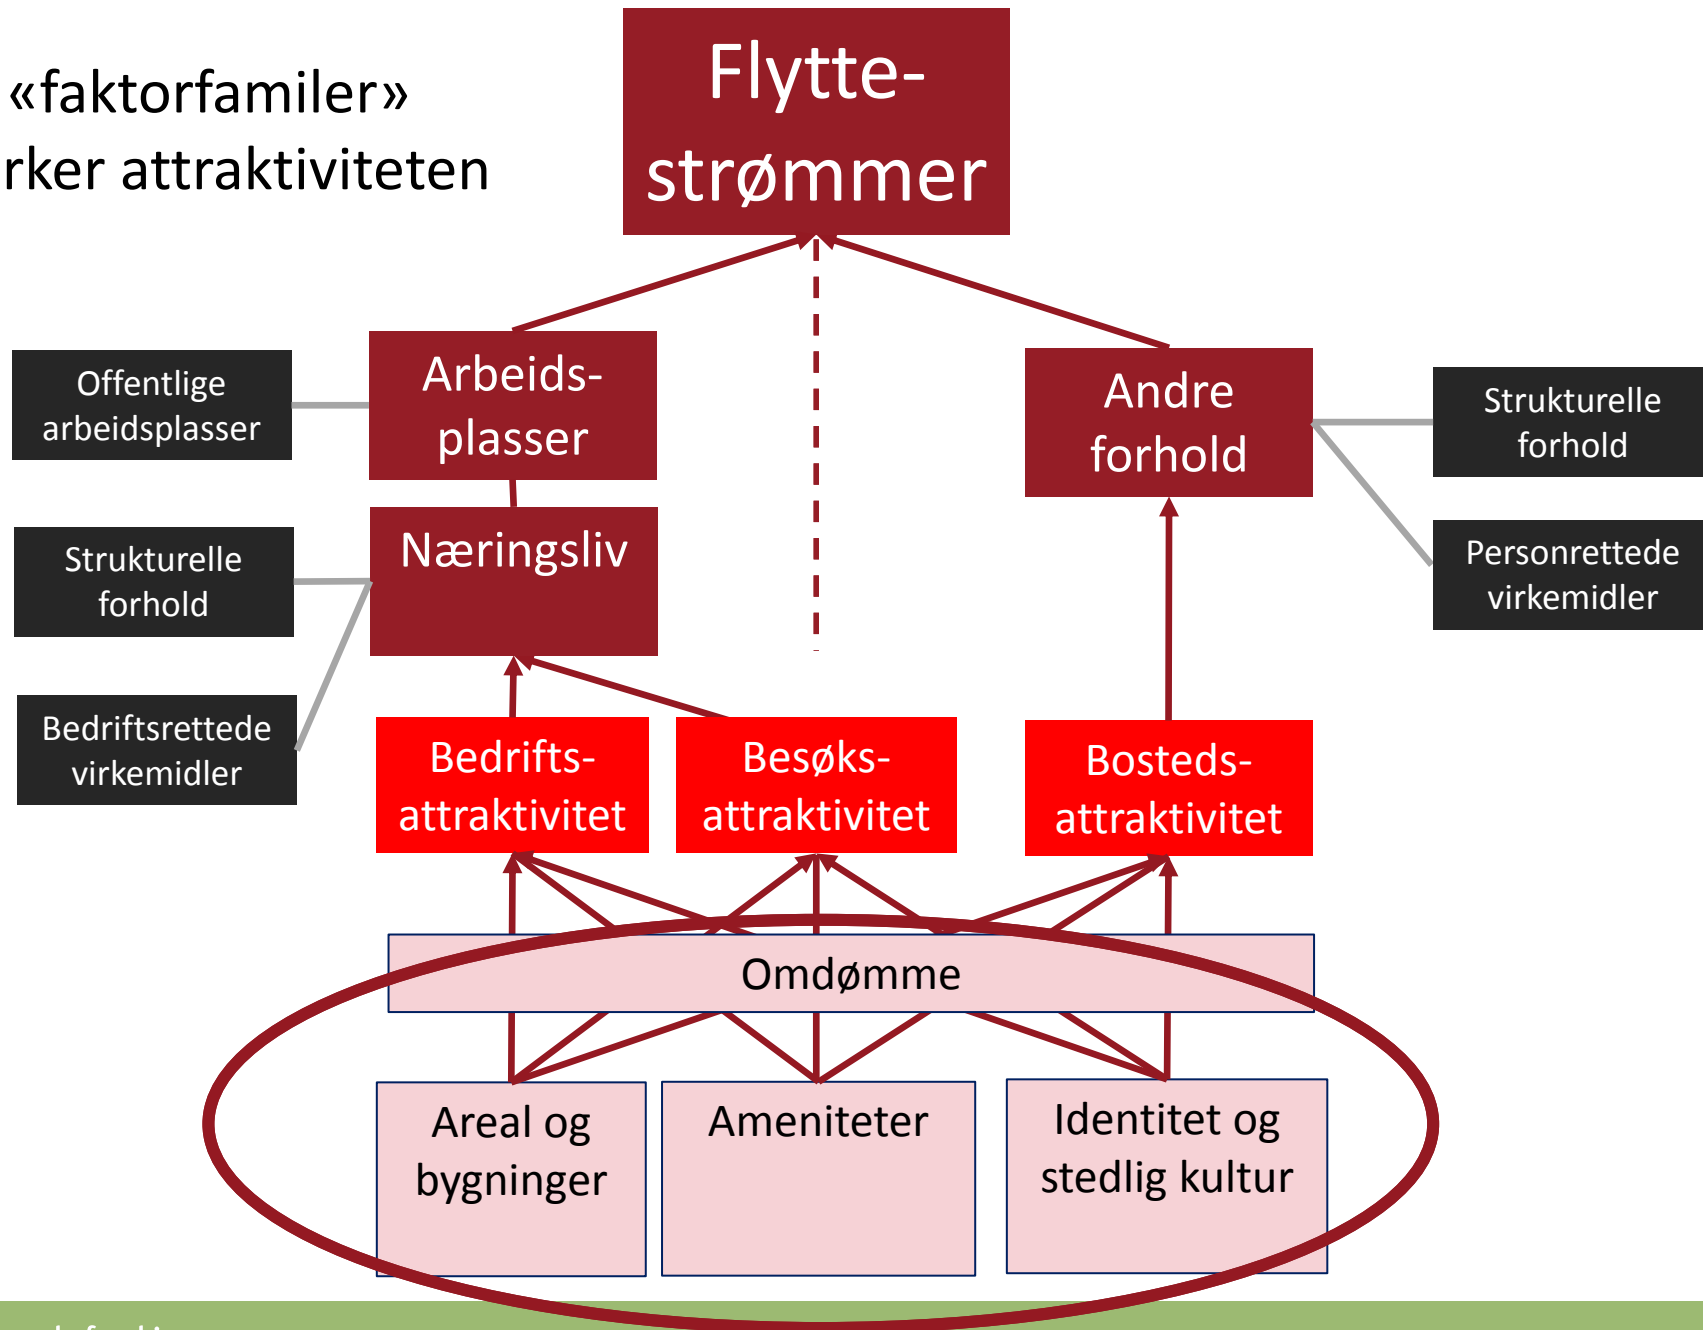 «faktorfamiler»
rker attraktiviteten
Flytte-
strømmer
Offentlige
arbeidsplasser
Arbeids-
plasser
Andre
forhold
Strukturelle
forhold
Strukturelle
forhold
Næringsliv
Personrettede
virkemidler
Bedriftsrettede
virkemidler
Bedrifts-
attraktivitet
Besøks-
attraktivitet
Bosteds-
attraktivitet
Omdømme
Areal og
bygninger
Ameniteter
Identitet og
stedlig kultur